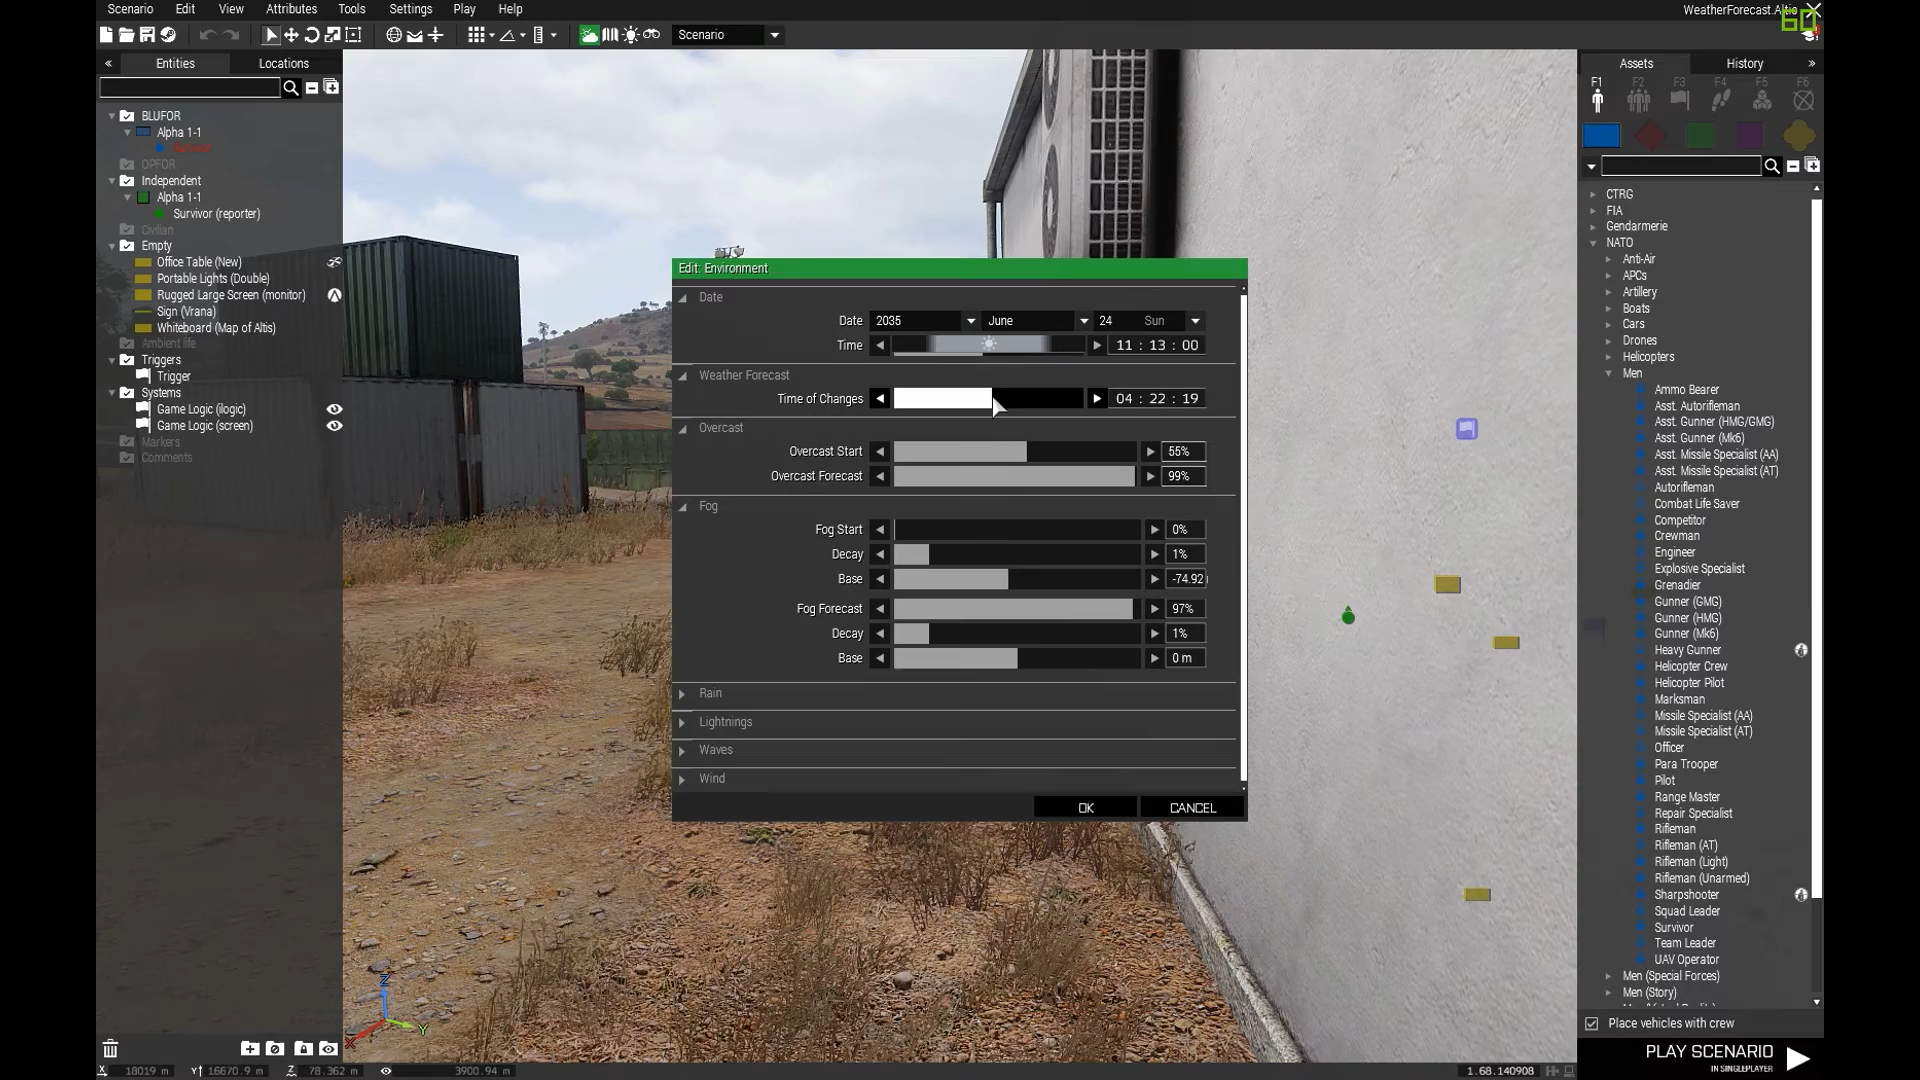 Scenario Edit View Attributes Tools Settings Play Help
WeatherForecast.Altis
60
Scenario
Entities Locations
BLUFOR
Alpha 1-1
OPFOR
Independent
Alpha 1-1
Survivor (reporter)
Civilian
Empty
Office Table (New)
Portable Lights (Double)
Rugged Large Screen (monitor)
Sign (Vrana)
Whiteboard (Map of Altis)
Ambient life
Triggers
Trigger
Systems
Game Logic (ilogic)
Game Logic (screen)
Markers
Comments
Edit: Environment
Date
Date 2035 June 24 Sun
Time 11 : 13 : 00
Weather Forecast
Time of Changes 04 : 22 : 19
Overcast
Overcast Start 55%
Overcast Forecast 99%
Fog
Fog Start 0%
Decay 1%
Base -74.92
Fog Forecast 97%
Decay 1%
Base 0 m
Rain
Lightnings
Waves
Wind
OK CANCEL
Assets History
F1 F2 F3 F4 F5 F6
CTRG
FIA
Gendarmerie
NATO
Anti-Air
APCs
Artillery
Boats
Cars
Drones
Helicopters
Men
Ammo Bearer
Asst. Autorifleman
Asst. Gunner (HMG/GMG)
Asst. Gunner (Mk6)
Asst. Missile Specialist (AA)
Asst. Missile Specialist (AT)
Autorifleman
Combat Life Saver
Competitor
Crewman
Engineer
Explosive Specialist
Grenadier
Gunner (GMG)
Gunner (HMG)
Gunner (Mk6)
Heavy Gunner
Helicopter Crew
Helicopter Pilot
Marksman
Missile Specialist (AA)
Missile Specialist (AT)
Officer
Para Trooper
Pilot
Range Master
Repair Specialist
Rifleman
Rifleman (AT)
Rifleman (Light)
Rifleman (Unarmed)
Sharpshooter
Squad Leader
Survivor
Team Leader
UAV Operator
Men (Special Forces)
Men (Story)
Place vehicles with crew
PLAY SCENARIO
IN SINGLEPLAYER
Z
X Y
X 18019 m Y 16670.9 m Z 78.362 m 3900.94 m
1.68.140908